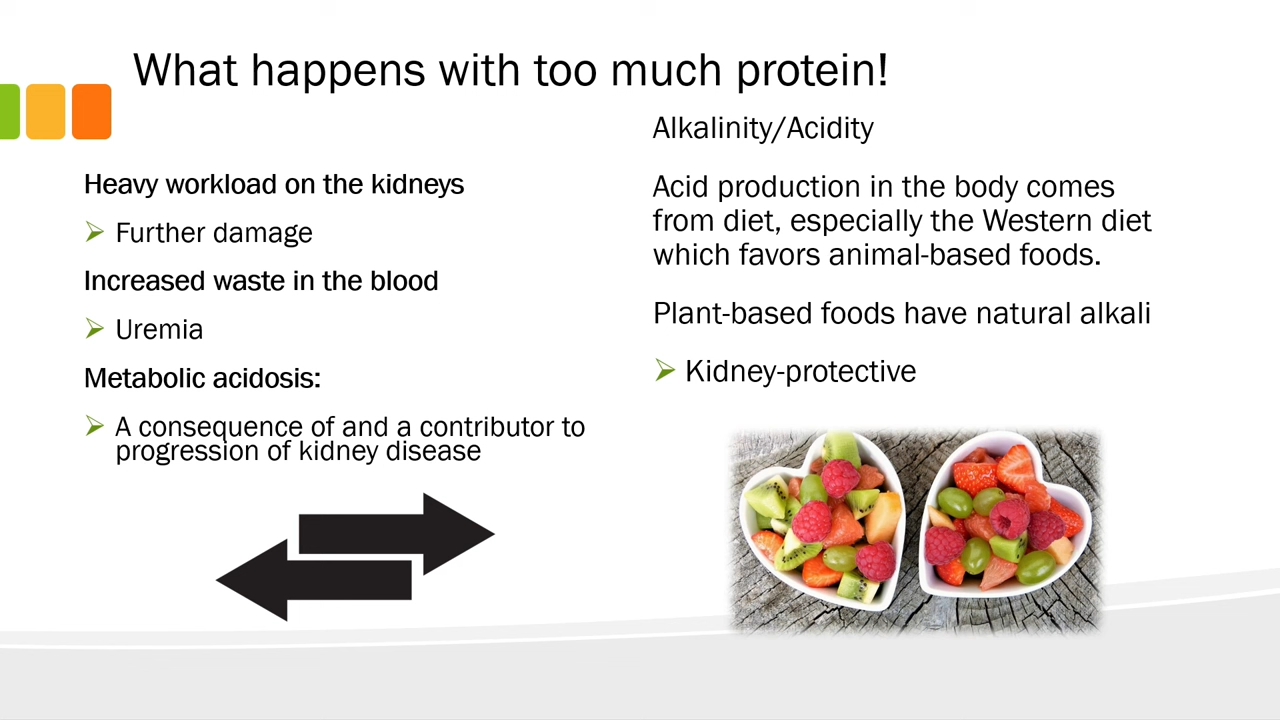 What happens with too much protein!
Heavy workload on the kidneys
Further damage
Increased waste in the blood
Uremia
Metabolic acidosis:
A consequence of and a contributor to
progression of kidney disease
Alkalinity/Acidity
Acid production in the body comes
from diet, especially the Western diet
which favors animal-based foods.
Plant-based foods have natural alkali
Kidney-protective